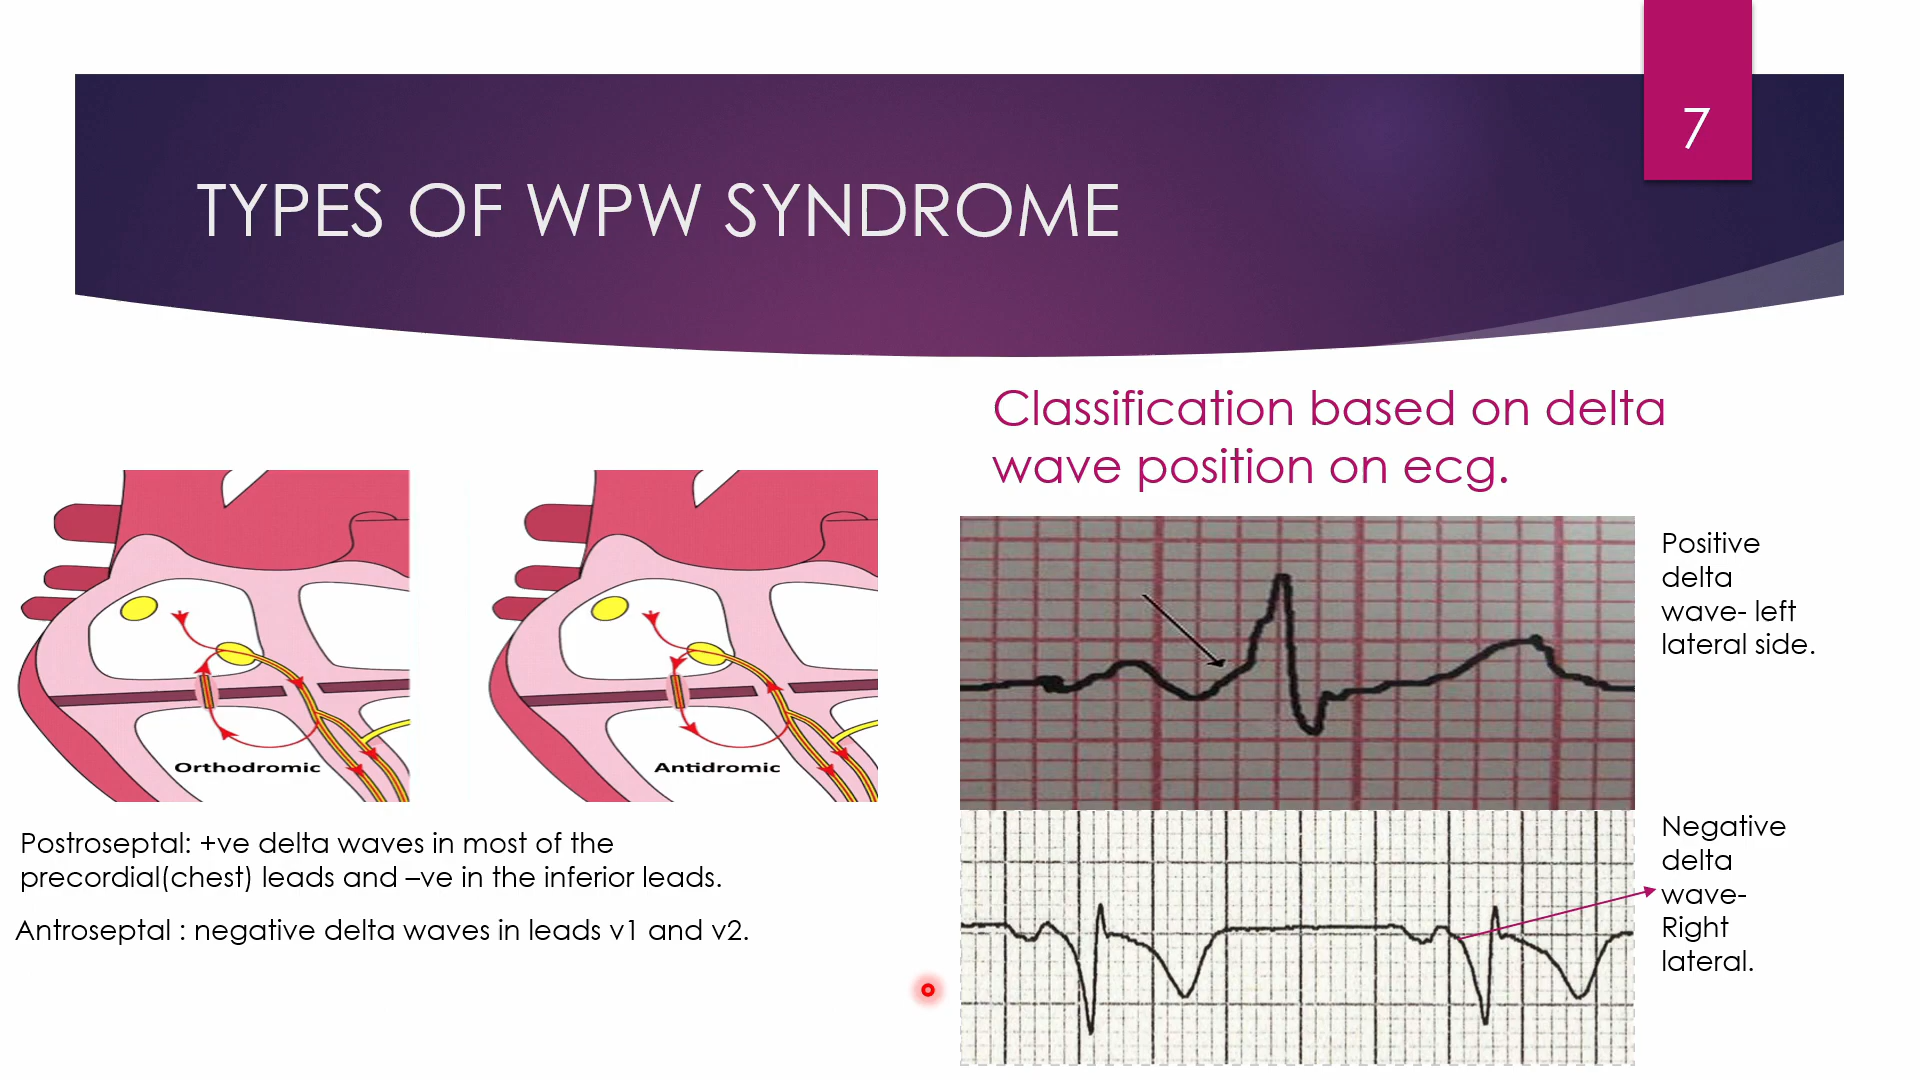 7
TYPES OF WPW SYNDROME
Classification based on delta
wave position on ecg.
Orthodromic
Antidromic
Postroseptal: +ve delta waves in most of the
precordial(chest) leads and –ve in the inferior leads.
Antroseptal : negative delta waves in leads v1 and v2.
Positive
delta
wave- left
lateral side.
Negative
delta
wave-
Right
lateral.